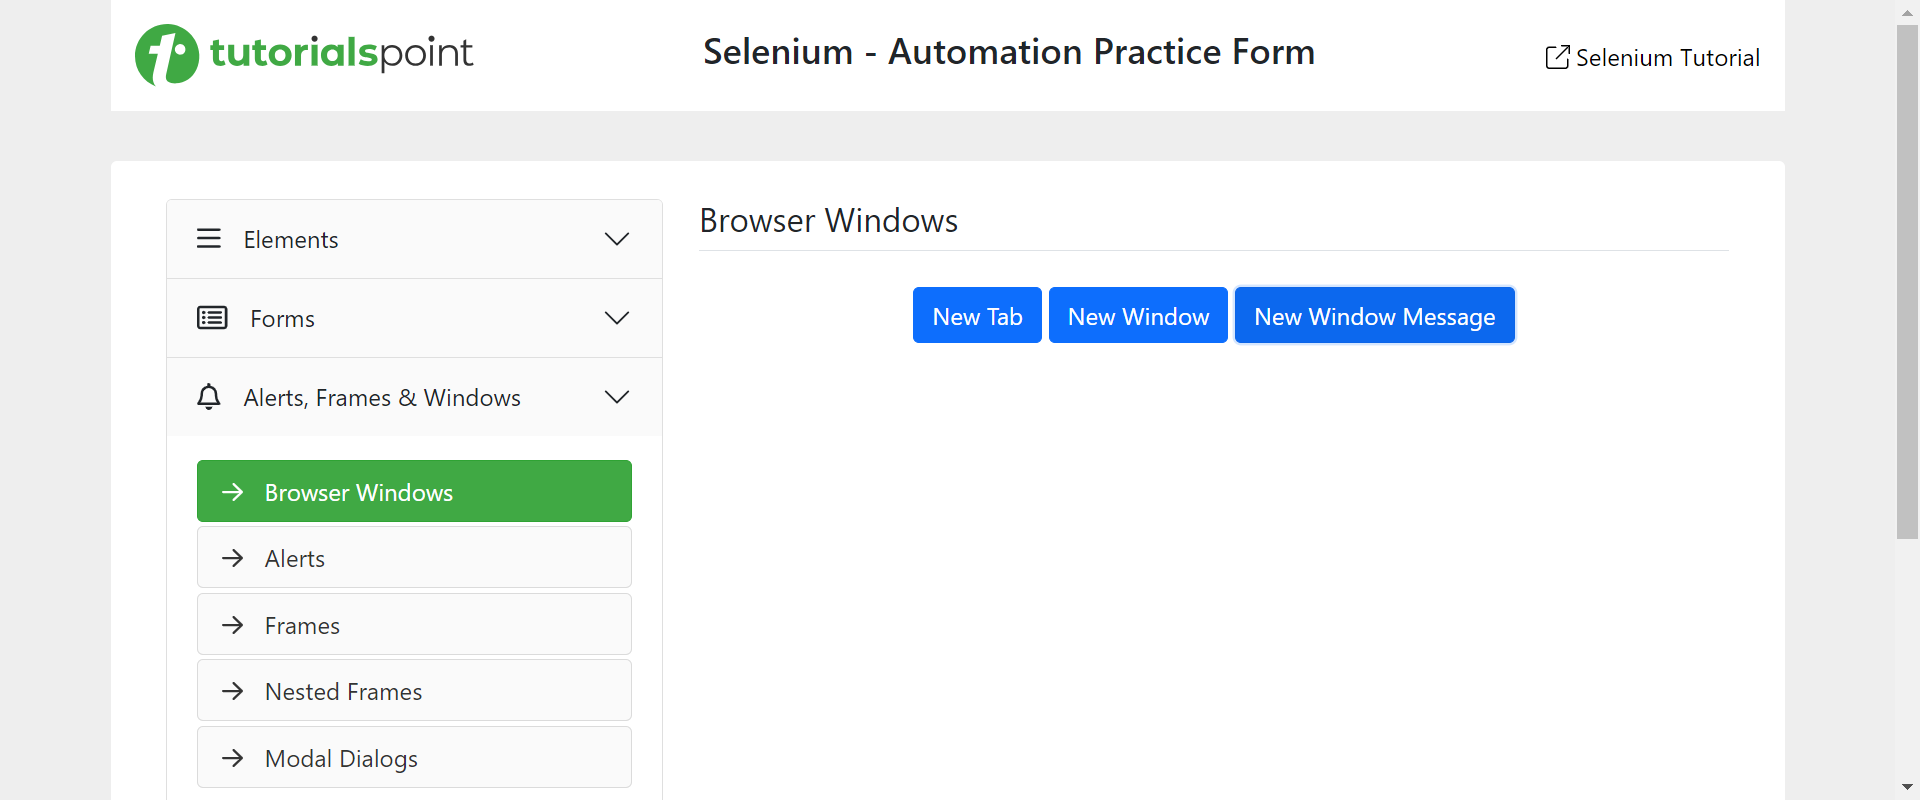 tutorialspoint
Selenium - Automation Practice Form
Selenium Tutorial
Elements
Forms
Alerts, Frames & Windows
Browser Windows
Alerts
Frames
Nested Frames
Modal Dialogs
Browser Windows
New Tab
New Window
New Window Message